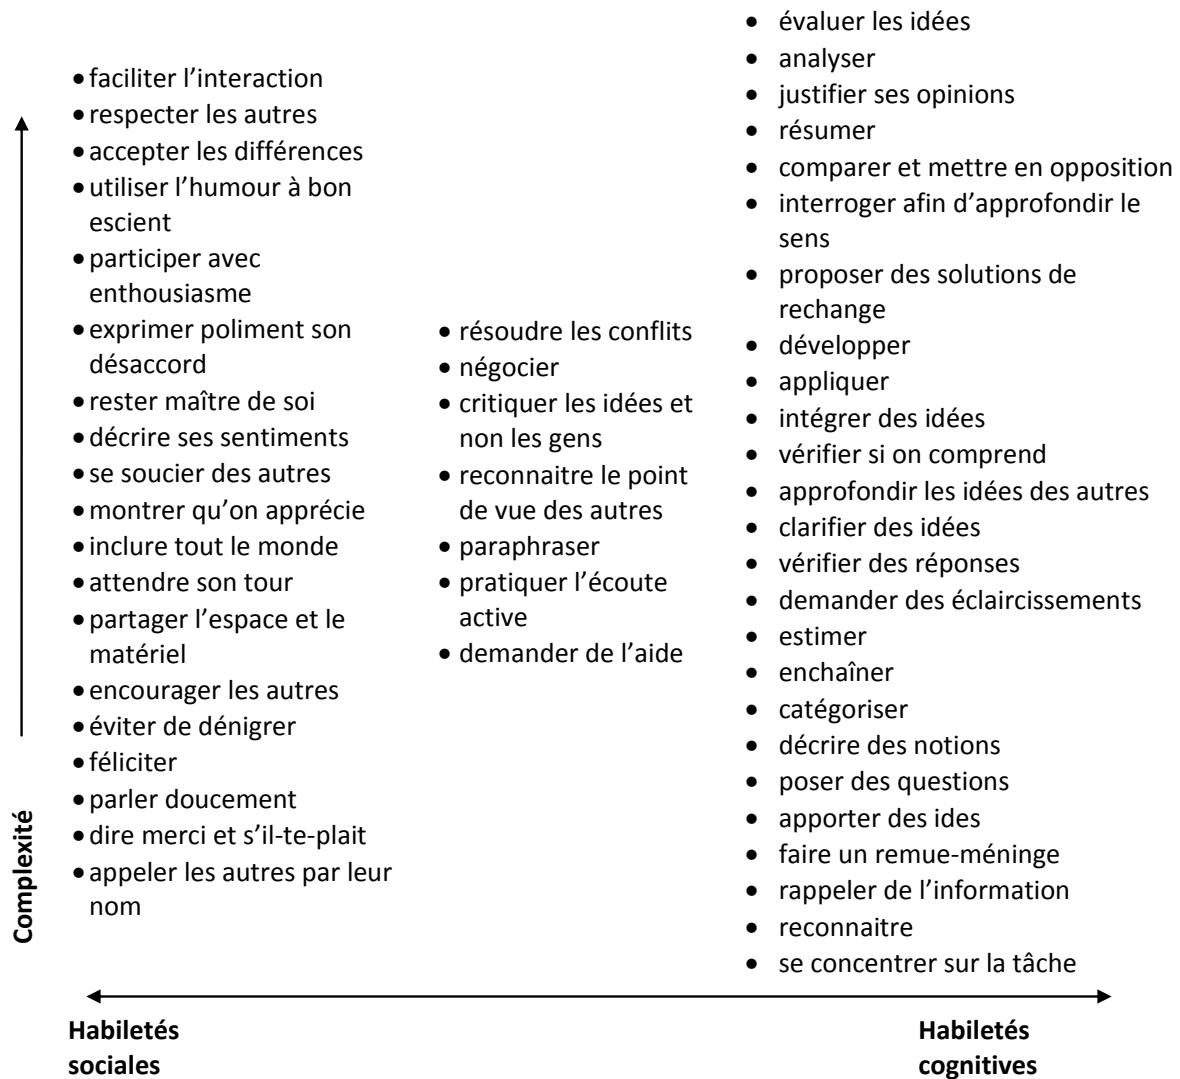 • faciliter l’interaction
• respecter les autres
• accepter les différences
• utiliser l’humour à bon
escient
• participer avec
enthousiasme
• exprimer poliment son
désaccord
• rester maître de soi
• décrire ses sentiments
• se soucier des autres
• montrer qu’on apprécie
• inclure tout le monde
• attendre son tour
• partager l’espace et le
matériel
• encourager les autres
• éviter de dénigrer
• féliciter
• parler doucement
• dire merci et s’il-te-plait
• appeler les autres par leur
nom
• résoudre les conflits
• négocier
• critiquer les idées et
non les gens
• reconnaitre le point
de vue des autres
• paraphraser
• pratiquer l’écoute
active
• demander de l’aide
• évaluer les idées
• analyser
• justifier ses opinions
• résumer
• comparer et mettre en opposition
• interroger afin d’approfondir le
sens
• proposer des solutions de
rechange
• développer
• appliquer
• intégrer des idées
• vérifier si on comprend
• approfondir les idées des autres
• clarifier des idées
• vérifier des réponses
• demander des éclaircissements
• estimer
• enchaîner
• catégoriser
• décrire des notions
• poser des questions
• apporter des ides
• faire un remue-méninge
• rappeler de l’information
• reconnaitre
• se concentrer sur la tâche
Complexité
Habiletés
sociales
Habiletés
cognitives